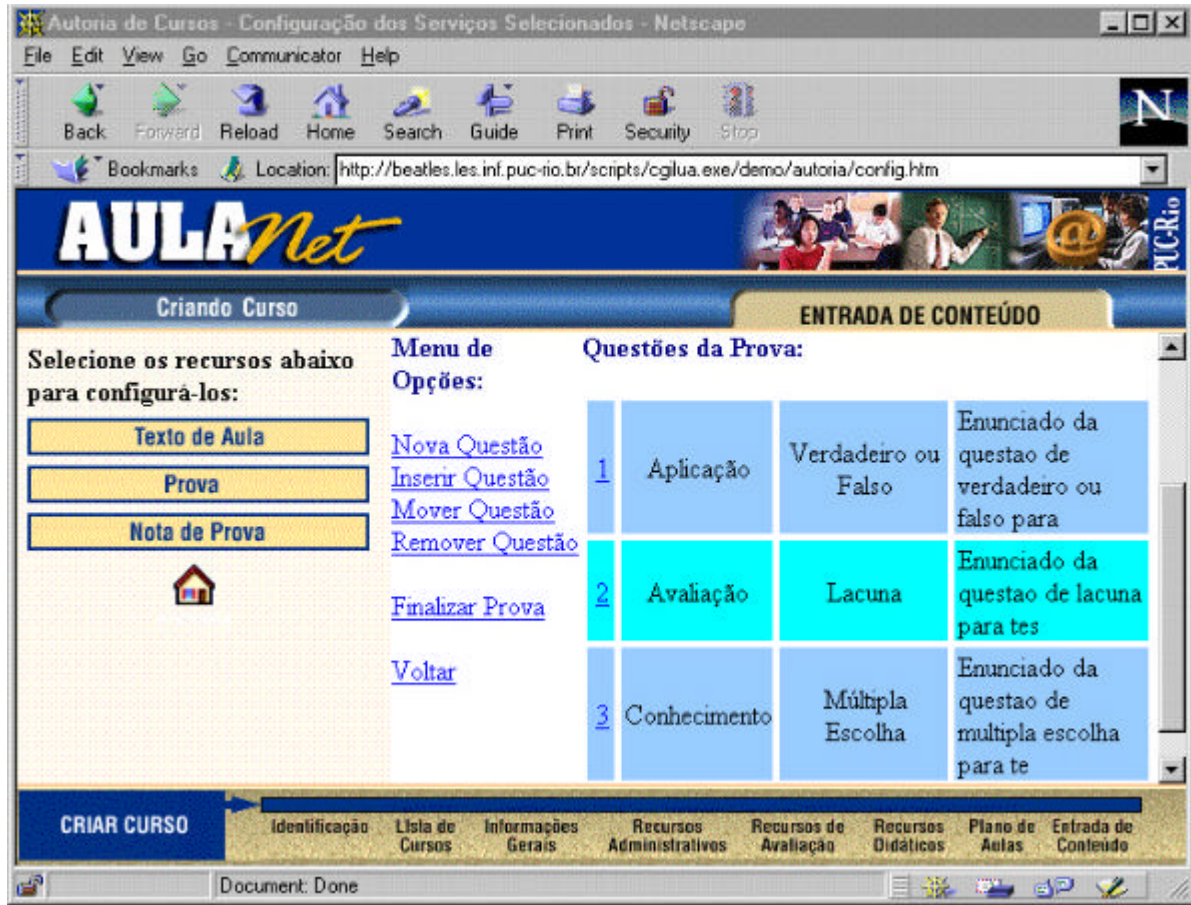 Autoria de Cursos - Configuração dos Serviços Selecionados - Netscape
File Edit View Go Communicator Help
Back Forward Reload Home Search Guide Print Security Stop
N
Bookmarks Location: http://beatles.les.inf.puc-rio.br/scripts/cgilua.exe/demo/autoria/config.htm
AULANet
@
PUC-Rio
Criando Curso
ENTRADA DE CONTEÚDO
Selecione os recursos abaixo
para configurá-los:
Texto de Aula
Prova
Nota de Prova
Menu de
Opções:
Nova Questão
Inserir Questão
Mover Questão
Remover Questão
Finalizar Prova
Voltar
Questões da Prova:
1
Aplicação
Verdadeiro ou
Falso
Enunciado da
questao de
verdadeiro ou
falso para
2
Avaliação
Lacuna
Enunciado da
questao de lacuna
para tes
3
Conhecimento
Múltipla
Escolha
Enunciado da
questao de
multipla escolha
para te
CRIAR CURSO
Identificação
Lista de
Cursos
Informações
Gerais
Recursos
Administrativos
Recursos de
Avaliação
Recursos
Didáticos
Plano de
Aulas
Entrada de
Conteúdo
Document: Done